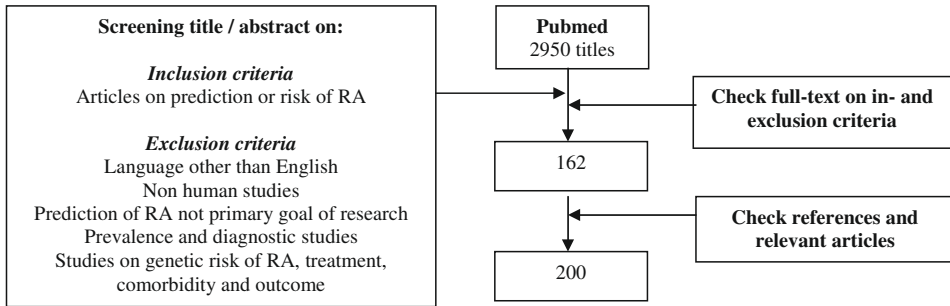 Screening title / abstract on:
Inclusion criteria
Articles on prediction or risk of RA
Exclusion criteria
Language other than English
Non human studies
Prediction of RA not primary goal of research
Prevalence and diagnostic studies
Studies on genetic risk of RA, treatment,
comorbidity and outcome
Pubmed
2950 titles
Check full-text on in- and
exclusion criteria
162
Check references and
relevant articles
200